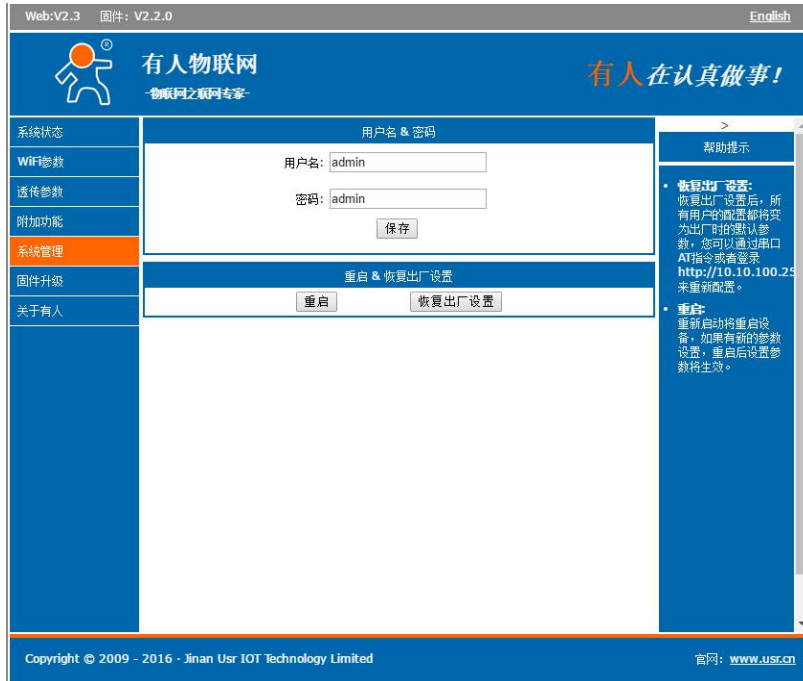 Web:V2.3 固件: V2.2.0
English
®
有人物联网
-物联网之联网专家-
有人在认真做事!
系统状态
WiFi参数
透传参数
附加功能
系统管理
固件升级
关于有人
用户名 & 密码
用户名: admin
密码: admin
保存
重启 & 恢复出厂设置
重启 恢复出厂设置
>
帮助提示
• 恢复出厂设置:
恢复出厂设置后，所
有用户的配置都将变
为出厂时的默认参
数，您可以通过串口
AT指令或者登录
http://10.10.100.25
来重新配置。
• 重启:
重新启动将重启设
备，如果有新的参数
设置，重启后设置参
数将生效。
Copyright © 2009 - 2016 · Jinan Usr IOT Technology Limited
官网: www.usr.cn